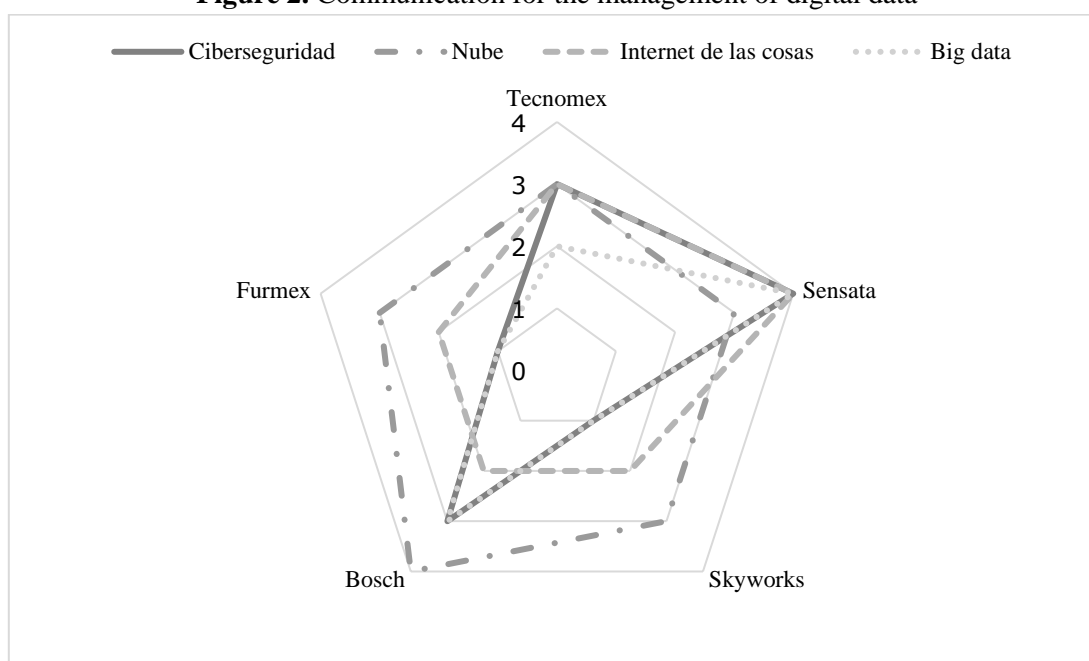 Figure 2. Communication for the management of digital data
Ciberseguridad Nube Internet de las cosas Big data
Tecnomex
4
3
2
1
0
Furmex
Sensata
Bosch
Skyworks